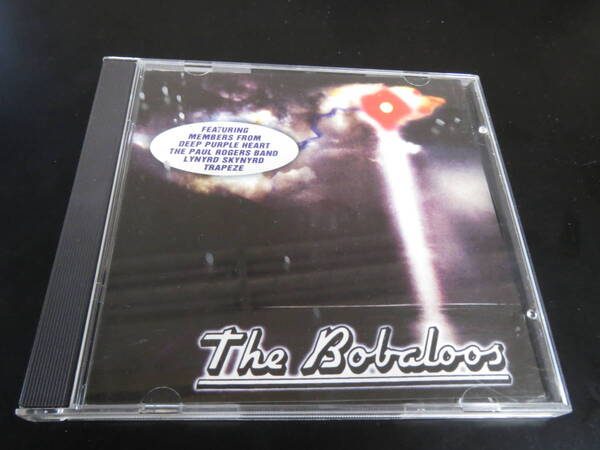 FEATURING
MEMBERS FROM
DEEP PURPLE HEART
THE PAUL ROGERS BAND
LYNYRD SKYNYRD
TRAPEZE
The Bobaloos